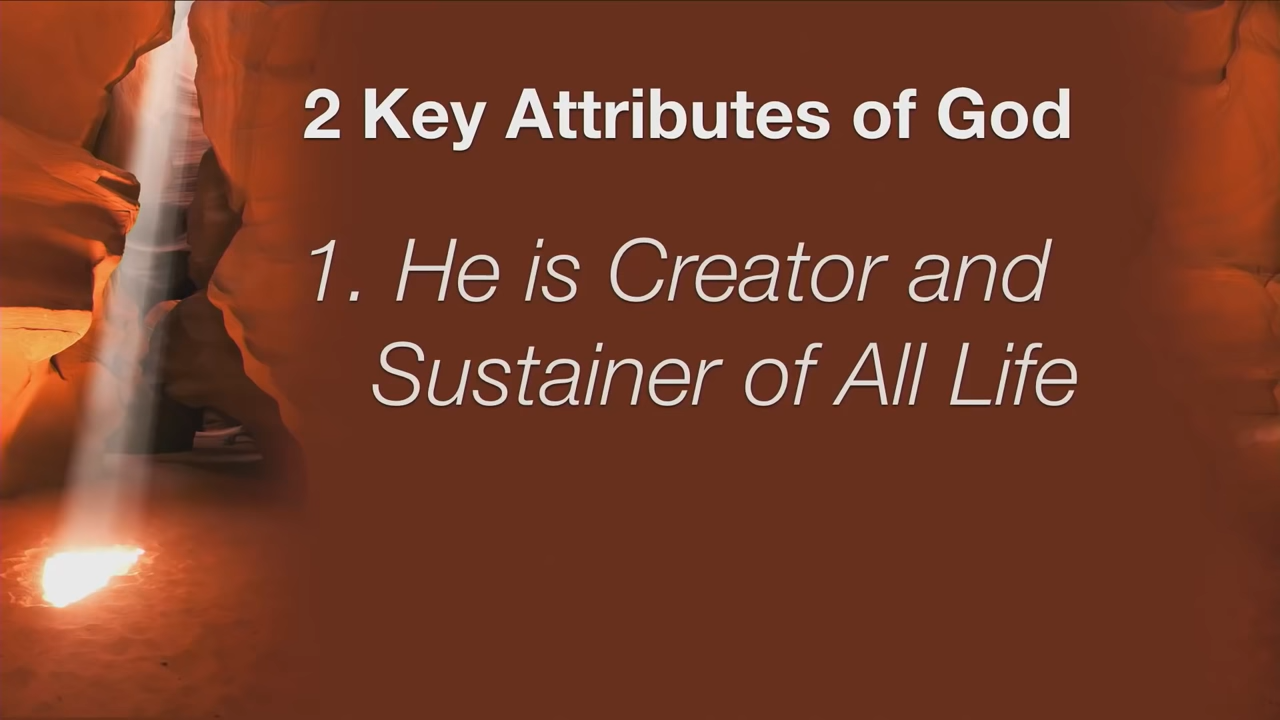 2 Key Attributes of God
1. He is Creator and
Sustainer of All Life